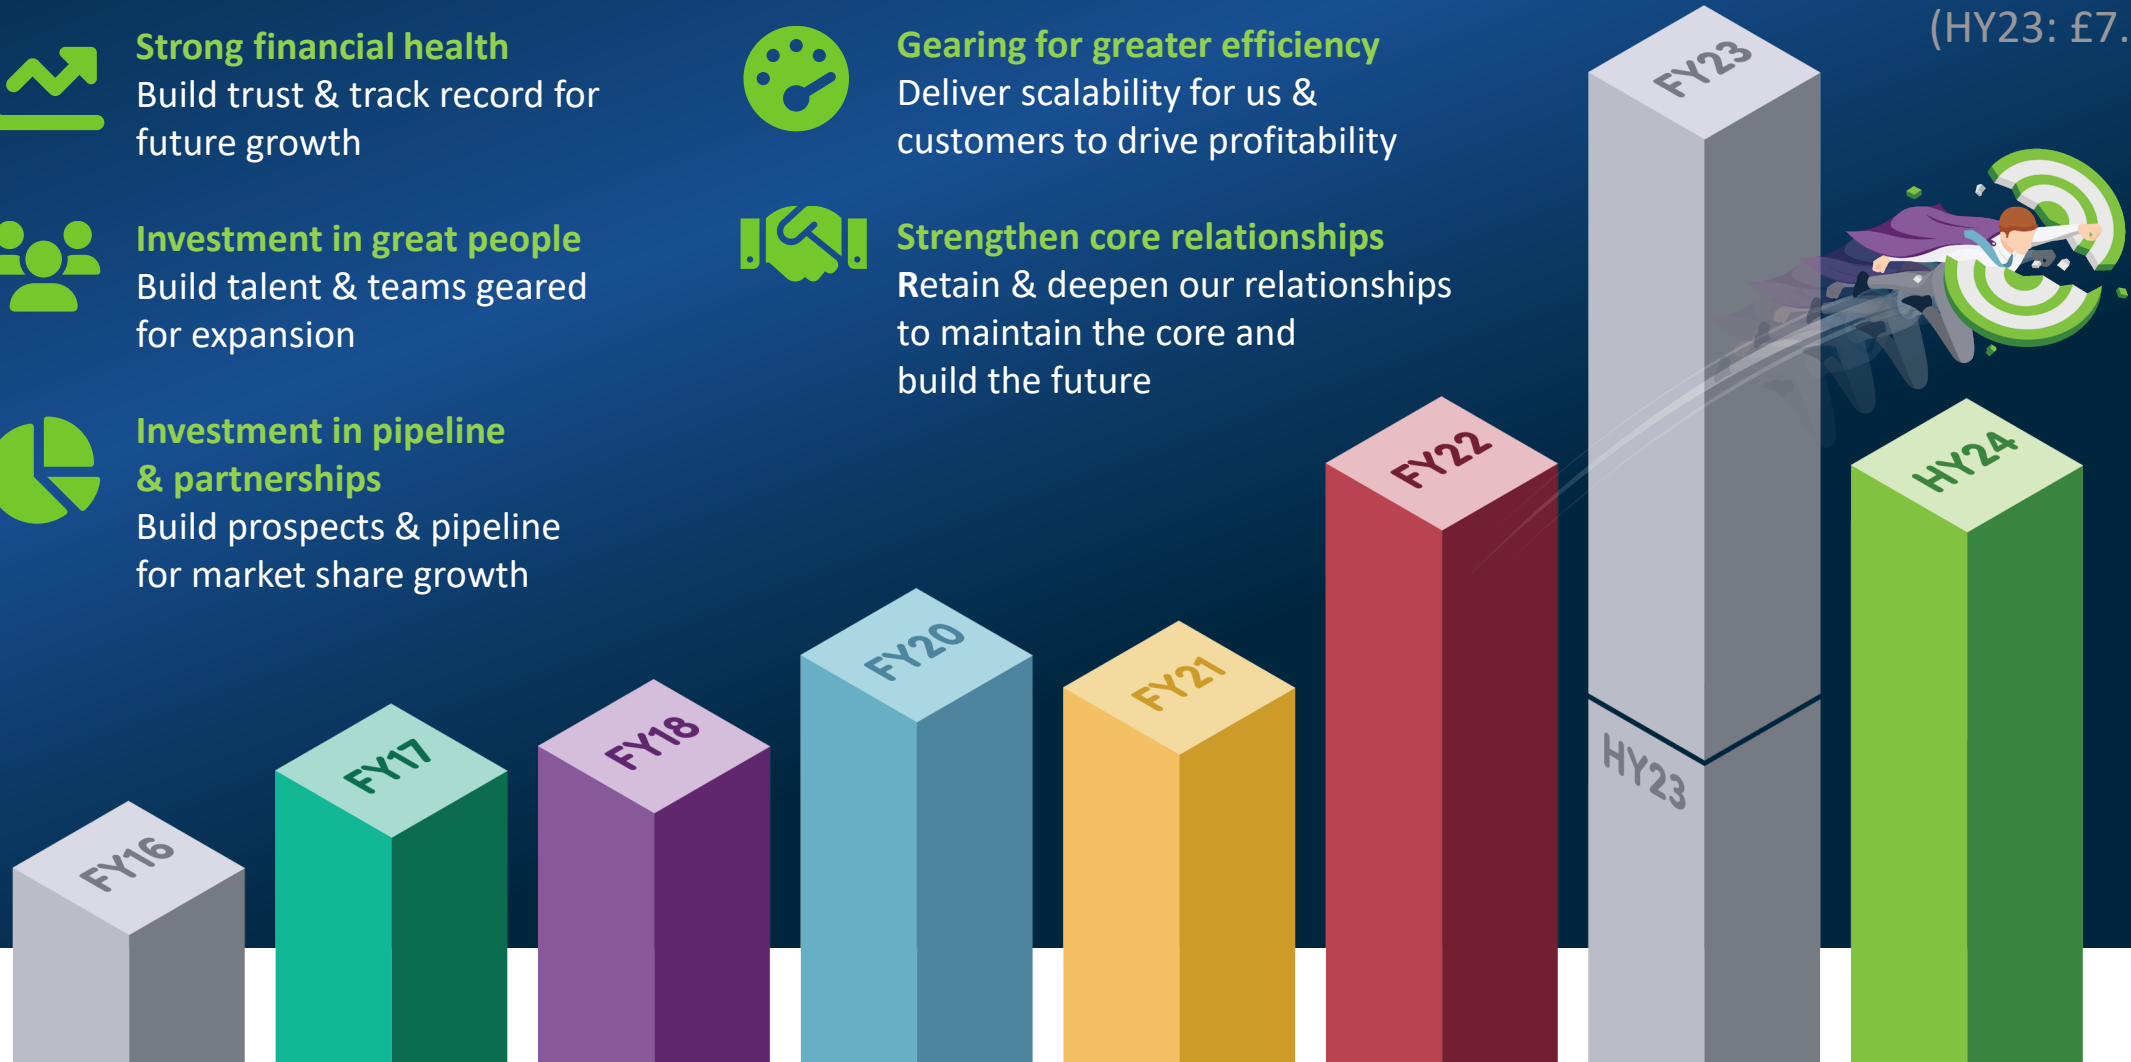 Strong financial health
Build trust & track record for
future growth
Investment in great people
Build talent & teams geared
for expansion
Investment in pipeline
& partnerships
Build prospects & pipeline
for market share growth
Gearing for greater efficiency
Deliver scalability for us &
customers to drive profitability
Strengthen core relationships
Retain & deepen our relationships
to maintain the core and
build the future
(HY23: £7.
FY16
FY17
FY18
FY20
FY21
FY22
FY23
HY23
HY24